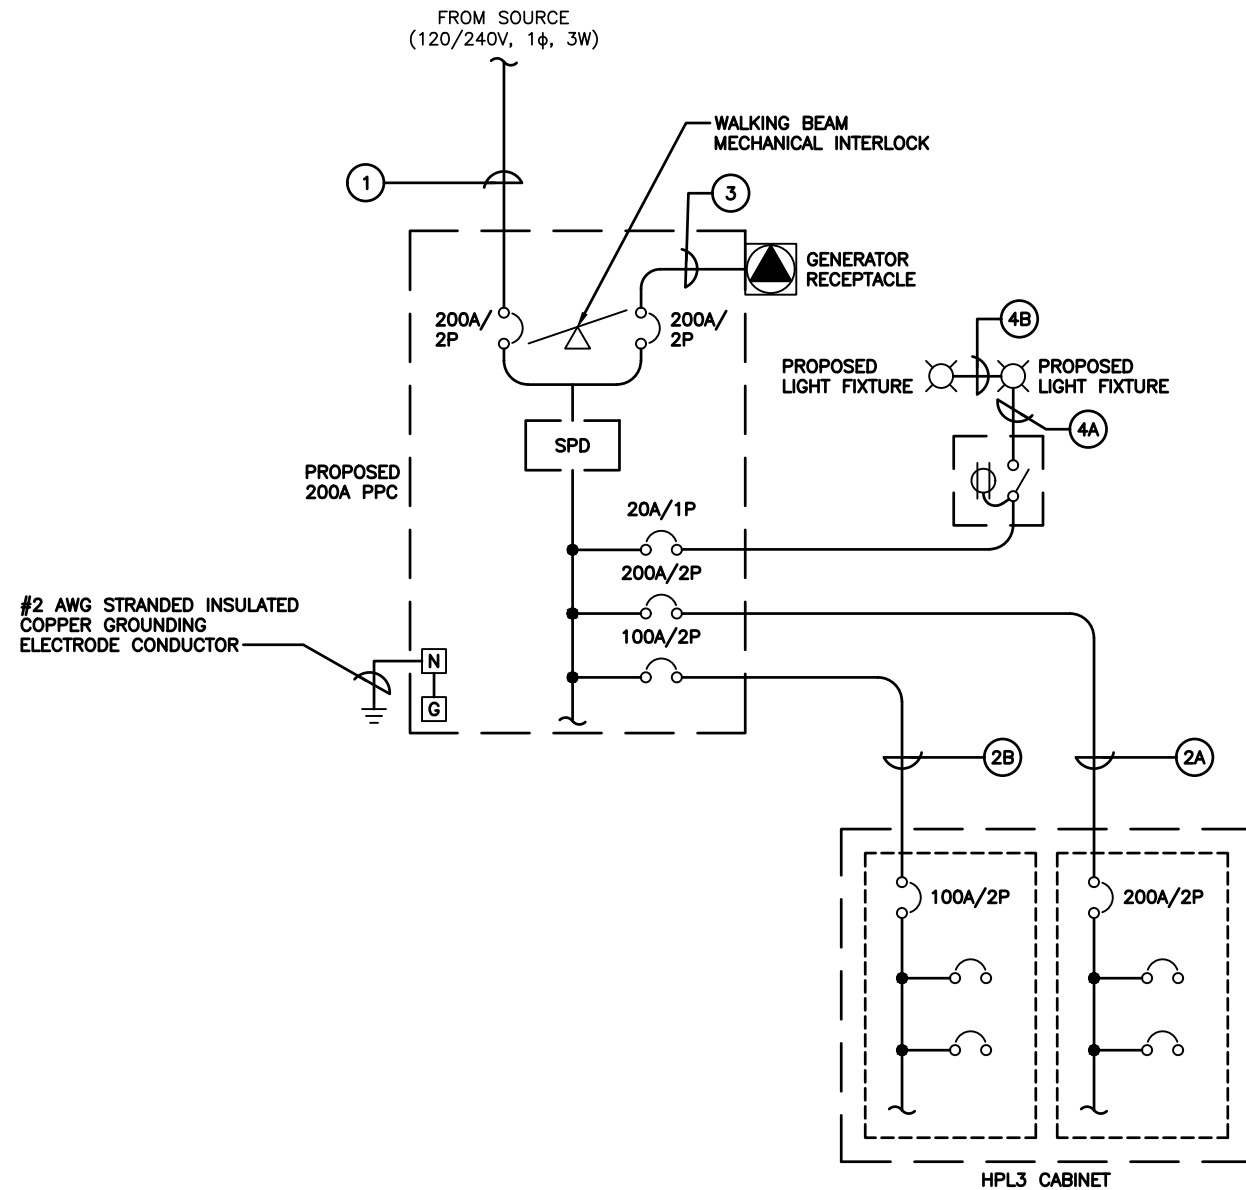 FROM SOURCE
(120/240V, 1ϕ, 3W)
WALKING BEAM
MECHANICAL INTERLOCK
1
3
GENERATOR
RECEPTACLE
200A/
2P
200A/
2P
4B
PROPOSED
LIGHT FIXTURE
PROPOSED
LIGHT FIXTURE
4A
SPD
PROPOSED
200A PPC
20A/1P
200A/2P
100A/2P
#2 AWG STRANDED INSULATED
COPPER GROUNDING
ELECTRODE CONDUCTOR
N
G
2B
2A
100A/2P
200A/2P
HPL3 CABINET